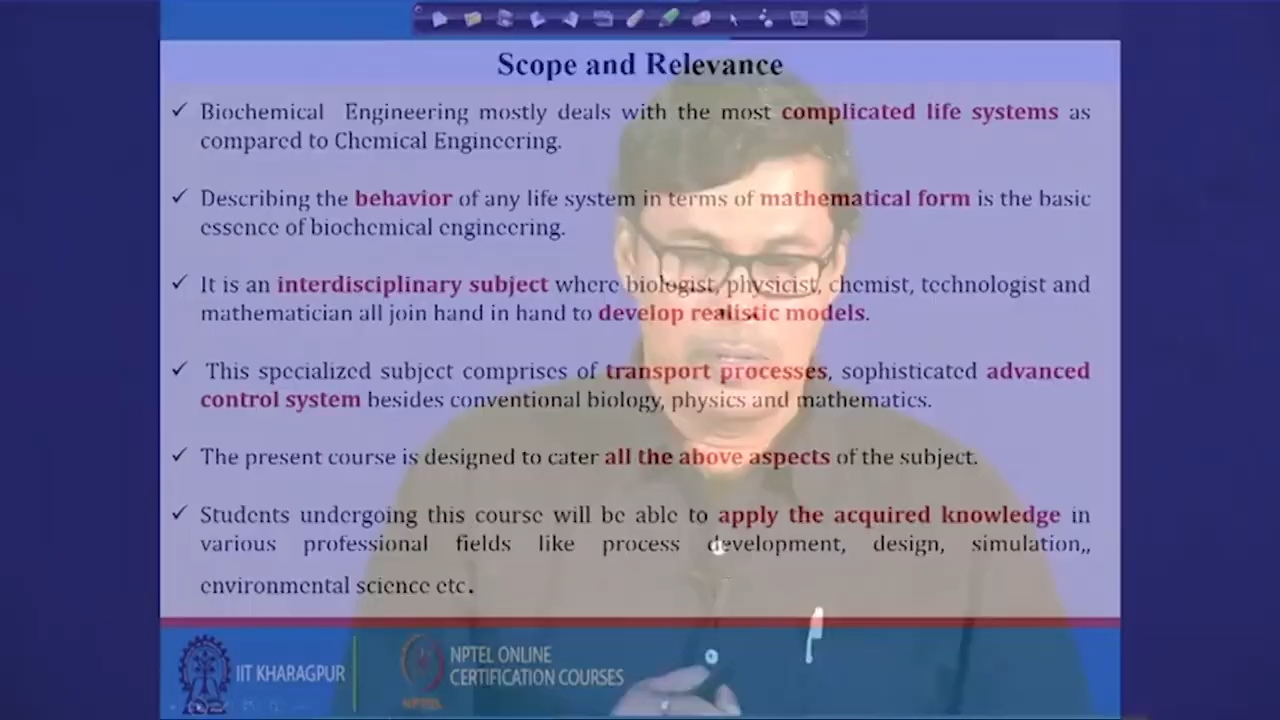 Scope and Relevance
✓ Biochemical Engineering mostly deals with the most complicated life systems as
compared to Chemical Engineering.
✓ Describing the behavior of any life system in terms of mathematical form is the basic
essence of biochemical engineering.
✓ It is an interdisciplinary subject where biologist, physicist, chemist, technologist and
mathematician all join hand in hand to develop realistic models.
✓ This specialized subject comprises of transport processes, sophisticated advanced
control system besides conventional biology, physics and mathematics.
✓ The present course is designed to cater all the above aspects of the subject.
✓ Students undergoing this course will be able to apply the acquired knowledge in
various professional fields like process development, design, simulation,,
environmental science etc.
IIT KHARAGPUR
NPTEL ONLINE
CERTIFICATION COURSES
NPTEL